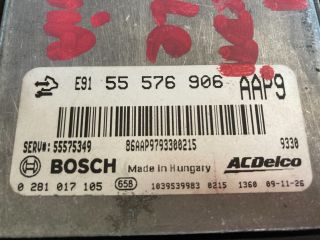 E91 55 576 906 AAP9
SERV#: 55575349 86AAP9793300215 9330
BOSCH Made in Hungary ACDelco
0 281 017 105 658 1039S39983 0215 1360 09-11-26